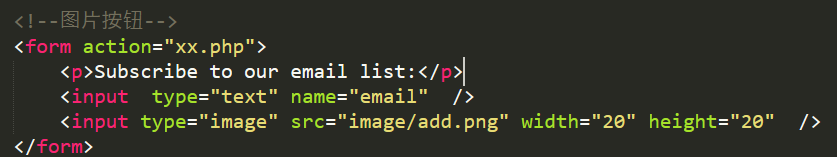 <!--图片按钮-->
<form action="xx.php">
<p>Subscribe to our email list:</p>
<input  type="text" name="email"  />
<input type="image" src="image/add.png" width="20" height="20"  />
</form>